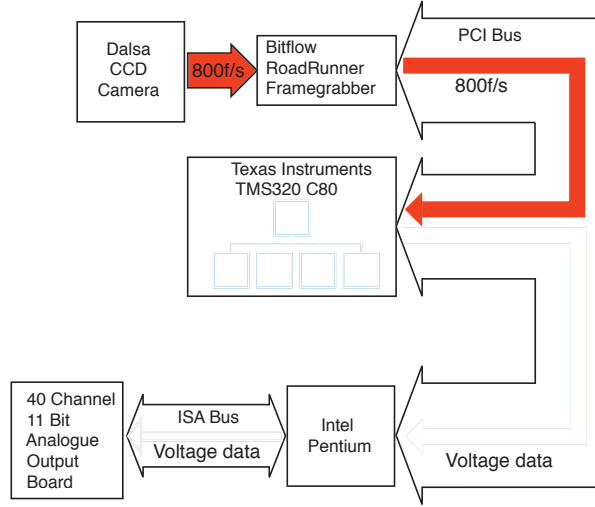 Dalsa
CCD
Camera
800f/s
Bitflow
RoadRunner
Framegrabber
PCI Bus
800f/s
Texas Instruments
TMS320 C80
40 Channel
11 Bit
Analogue
Output
Board
ISA Bus
Voltage data
Intel
Pentium
Voltage data